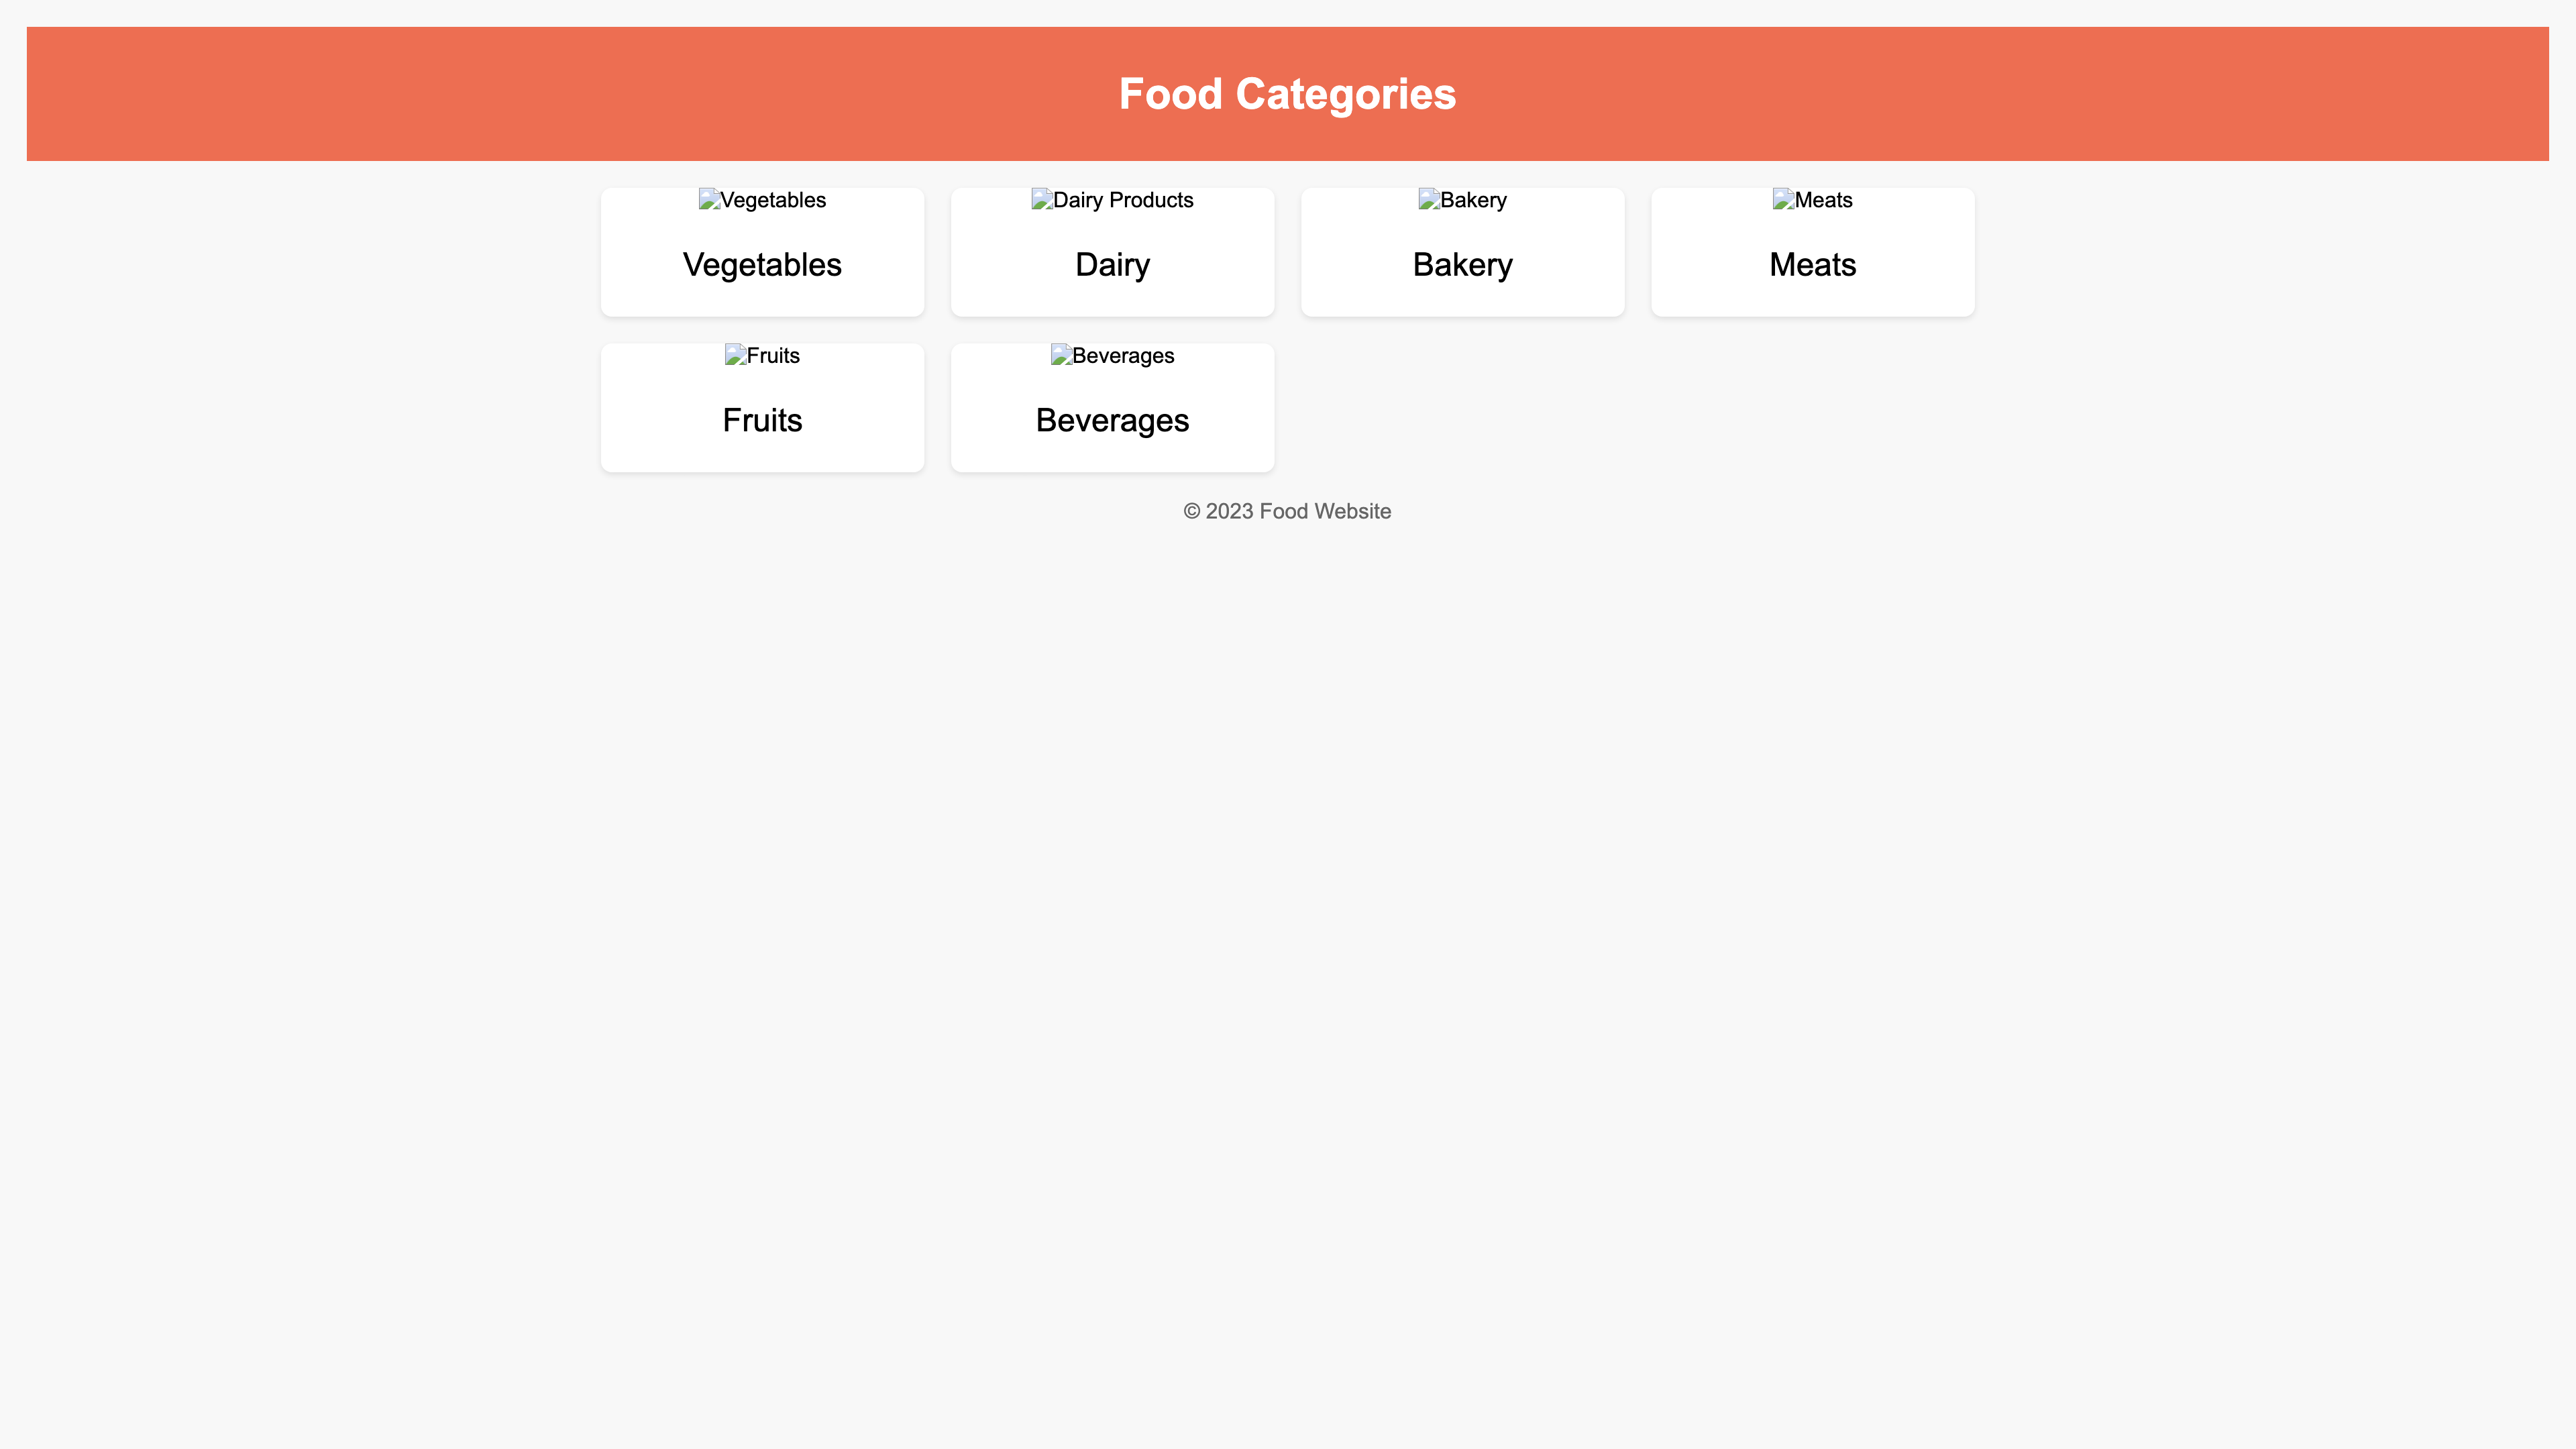 Food Categories
Vegetables Dairy Products Bakery Meats
Vegetables Dairy Bakery Meats
Fruits Beverages
Fruits Beverages
© 2023 Food Website